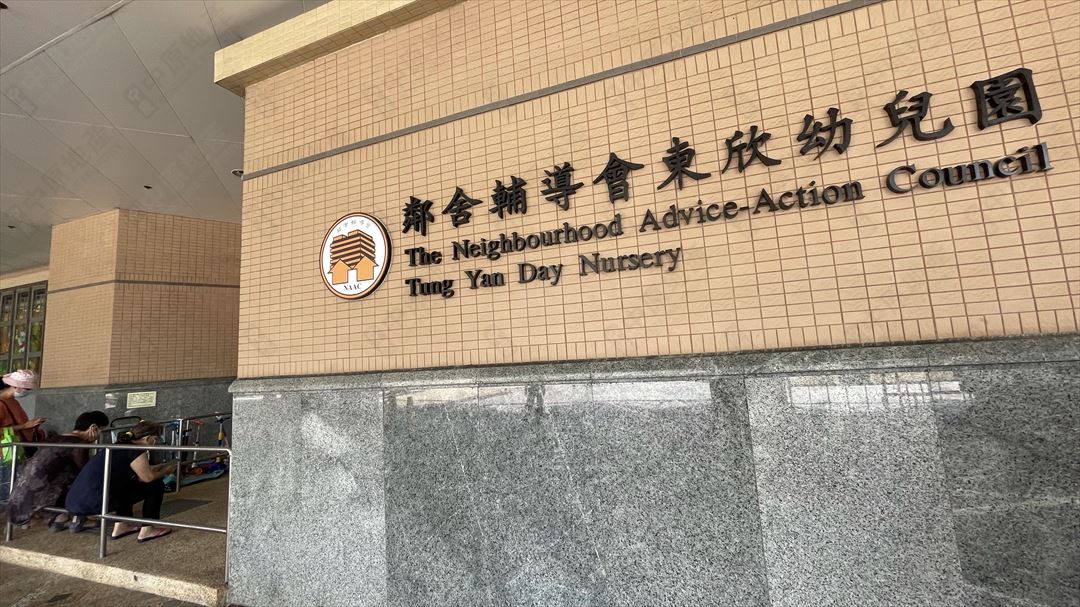 鄰舍輔導會東欣幼兒園
The Neighbourhood Advice-Action Council
Tung Yan Day Nursery
NAAC